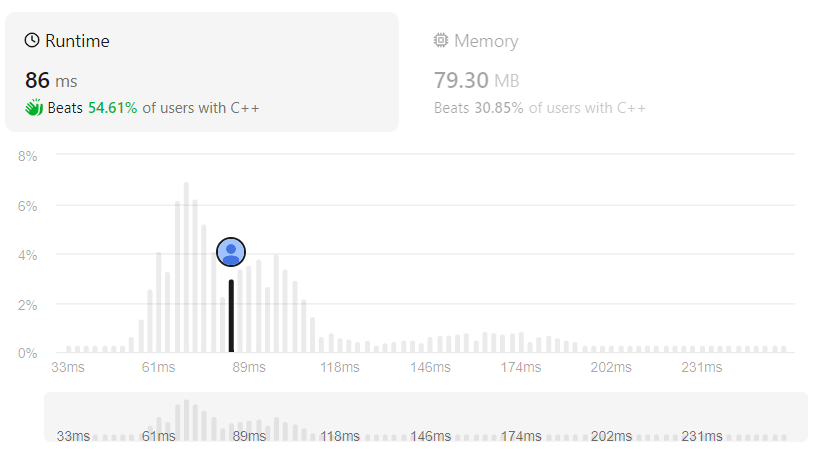 Runtime
86 ms
Beats 54.61% of users with C++
Memory
79.30 MB
Beats 30.85% of users with C++
8%
6%
4%
2%
0%
33ms 61ms 89ms 118ms 146ms 174ms 202ms 231ms
33ms 61ms 89ms 118ms 146ms 174ms 202ms 231ms